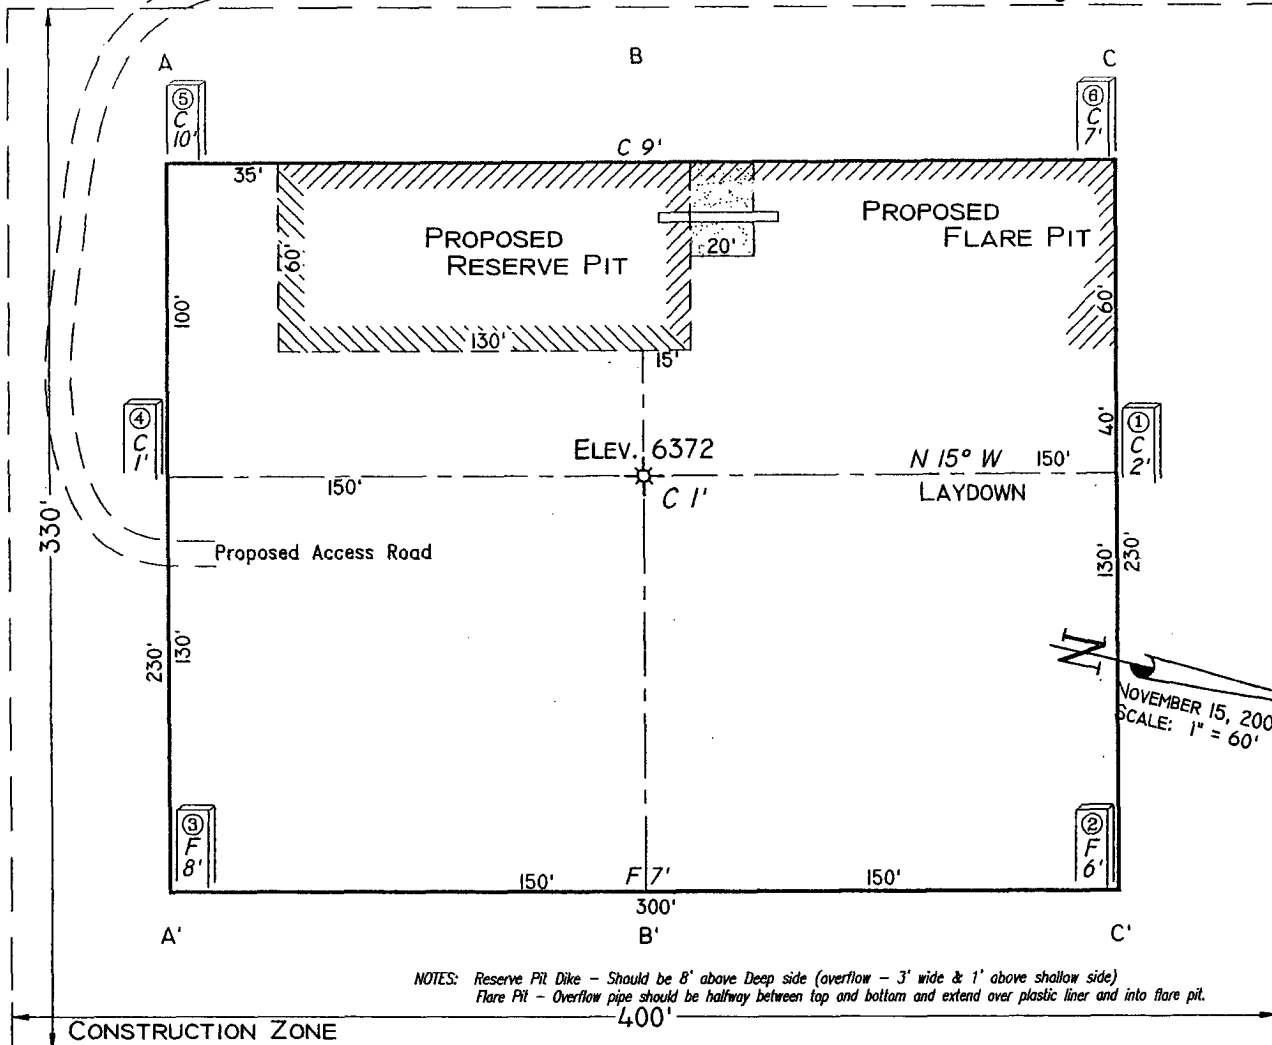 A
B
C
⑤
C
10'
⑥
C
7'
C 9'
35'
PROPOSED
RESERVE PIT
60'
20'
PROPOSED
FLARE PIT
100'
60'
130'
15'
④
C
1'
40'
①
C
2'
ELEV. 6372
N 15° W
150'
150'
C 1'
LAYDOWN
330'
Proposed Access Road
130'
230'
230'
130'
N
NOVEMBER 15, 200
SCALE: 1" = 60'
③
F
8'
②
F
6'
150'
F 7'
150'
300'
A'
B'
C'
NOTES: Reserve Pit Dike – Should be 8' above Deep side (overflow – 3' wide & 1' above shallow side)
Flare Pit – Overflow pipe should be halfway between top and bottom and extend over plastic liner and into flare pit.
400'
CONSTRUCTION ZONE